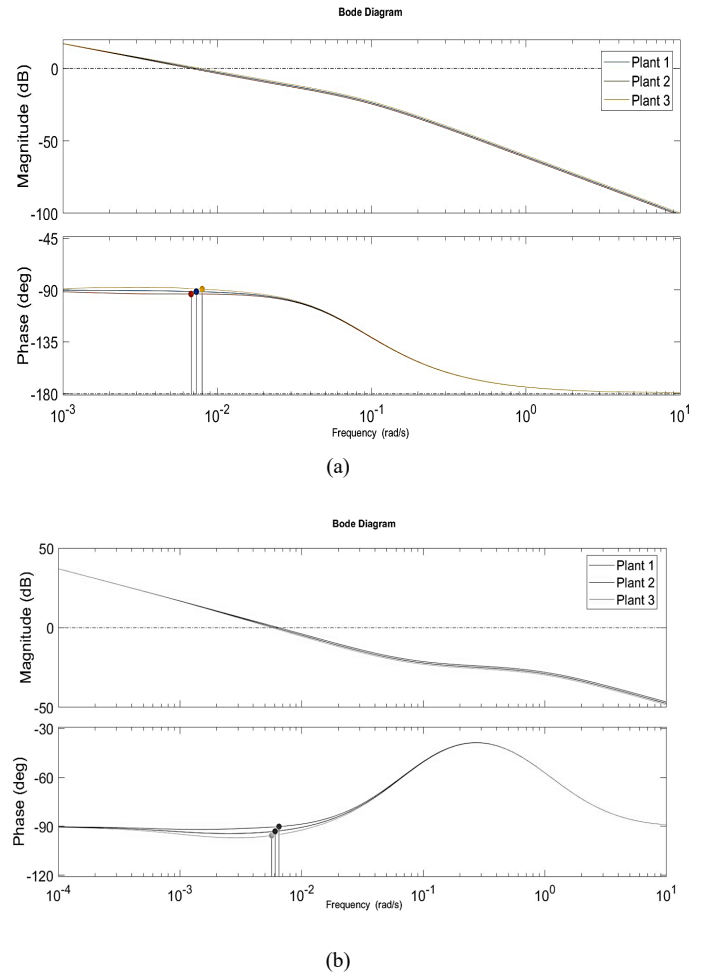 Bode Diagram
Magnitude (dB)
0
-50
-100
Plant 1
Plant 2
Plant 3
Phase (deg)
-45
-90
-135
-180
10^-3 10^-2 10^-1 10^0 10^1
Frequency (rad/s)
(a)
Bode Diagram
Magnitude (dB)
50
0
-50
Plant 1
Plant 2
Plant 3
Phase (deg)
-30
-60
-90
-120
10^-4 10^-3 10^-2 10^-1 10^0 10^1
Frequency (rad/s)
(b)